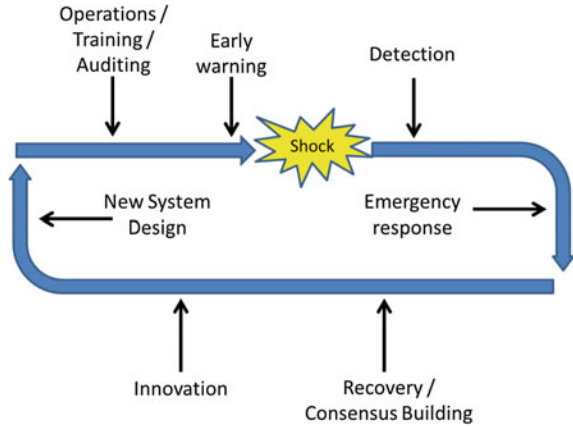 Operations /
Training /
Auditing
Early
warning
Detection
Shock
New System
Design
Emergency
response
Innovation
Recovery /
Consensus Building